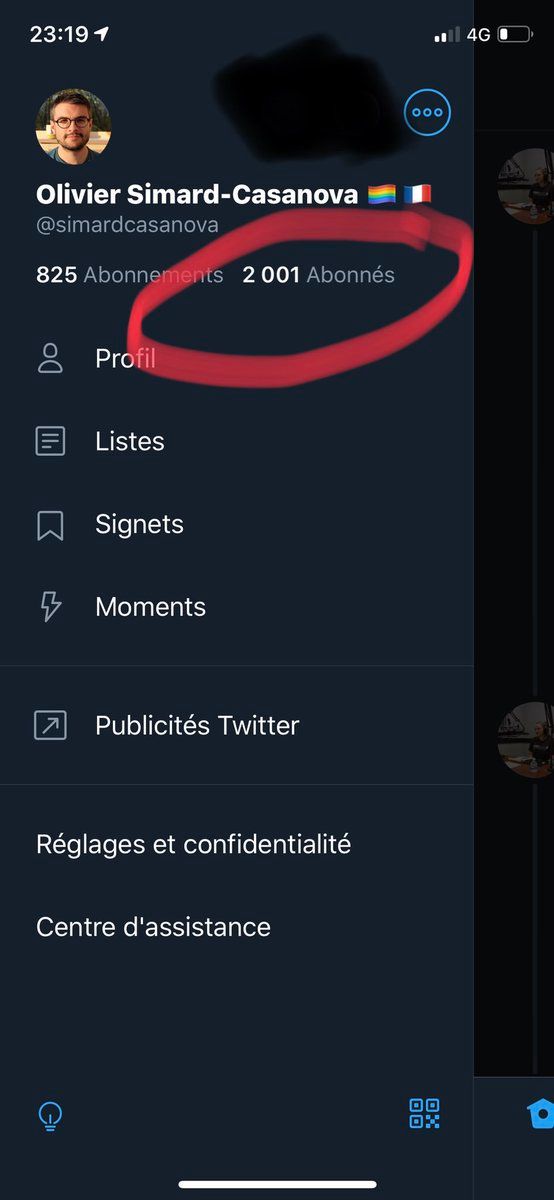 23:19 4G
Olivier Simard-Casanova 🏳️‍🌈 🇫🇷
@simardcasanova
825 Abonnements 2 001 Abonnés
Profil
Listes
Signets
Moments
Publicités Twitter
Réglages et confidentialité
Centre d'assistance